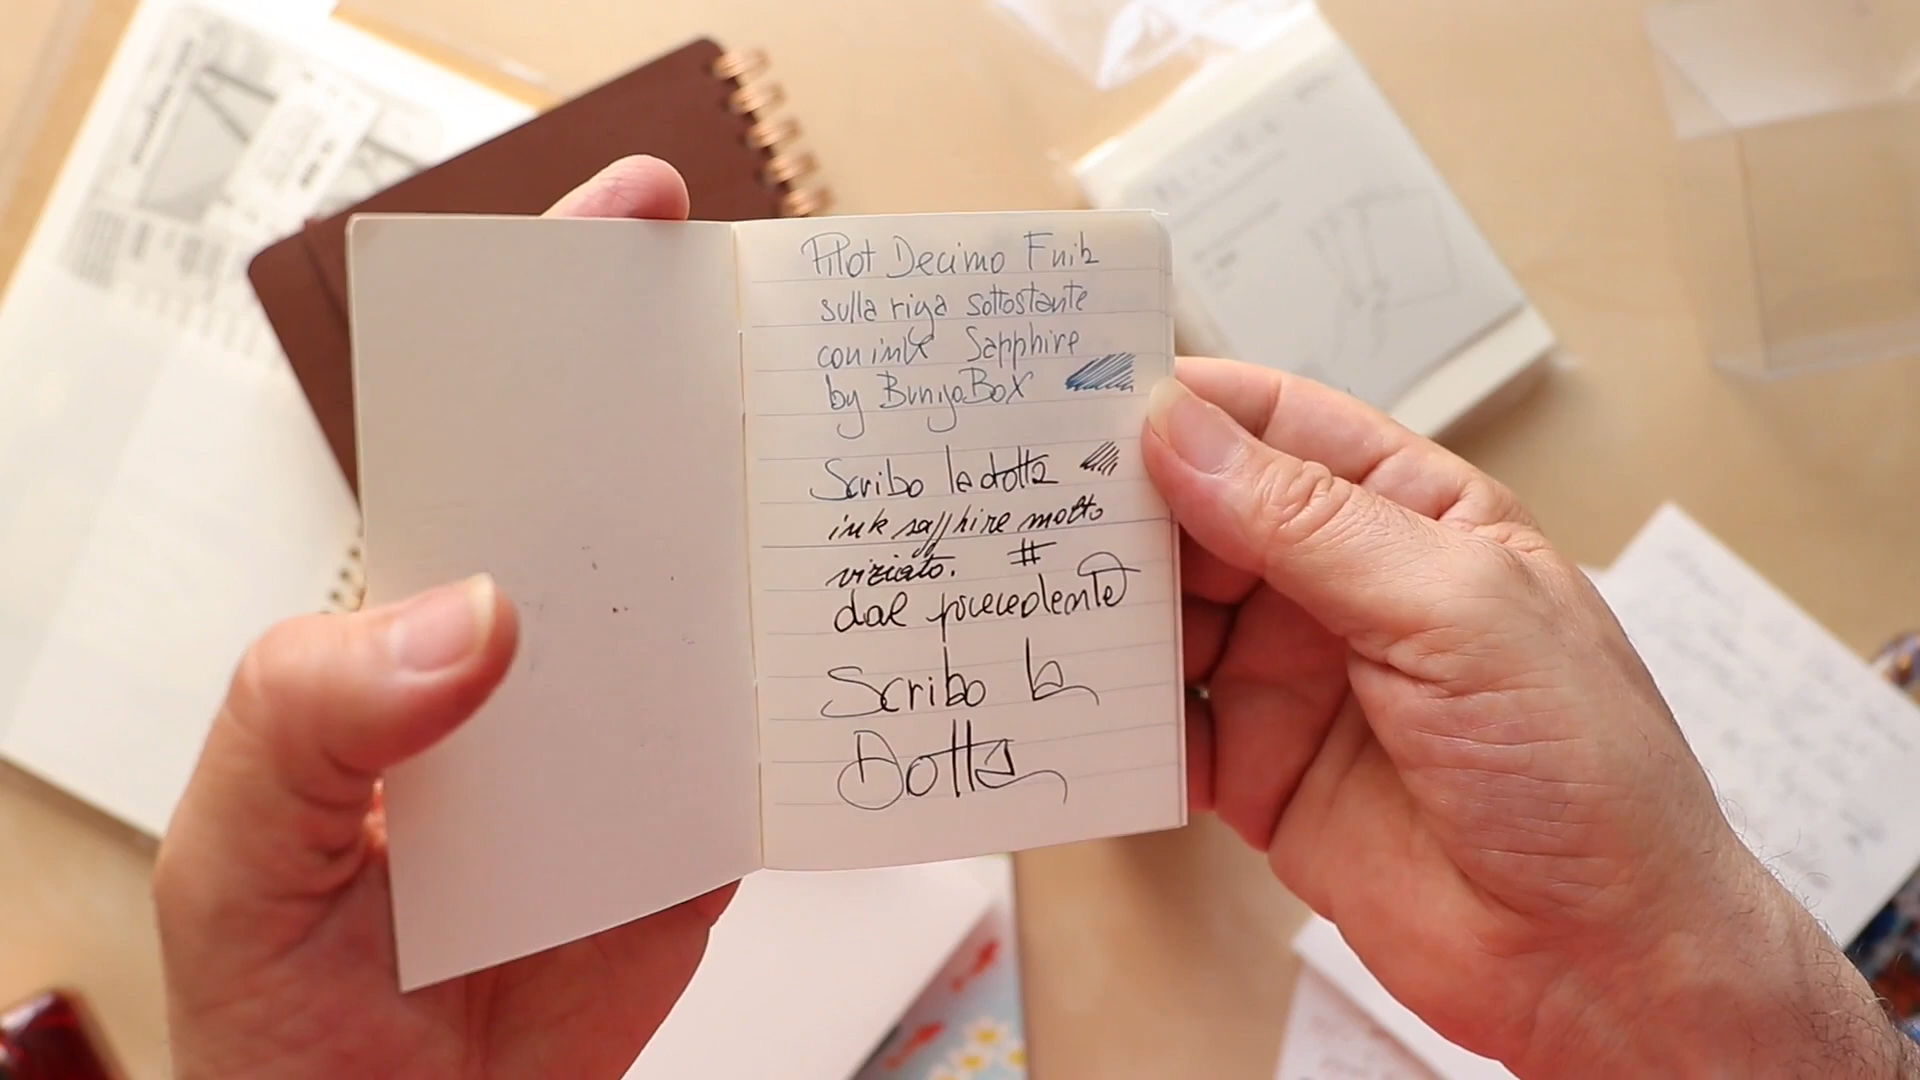 Pilot Decimo F nib
sulla riga sottostante
con ink Sapphire
by BungoBox
Scribo la dotta
ink sapphire molto
viziato. #
dal precedente
Scribo la
Dotta